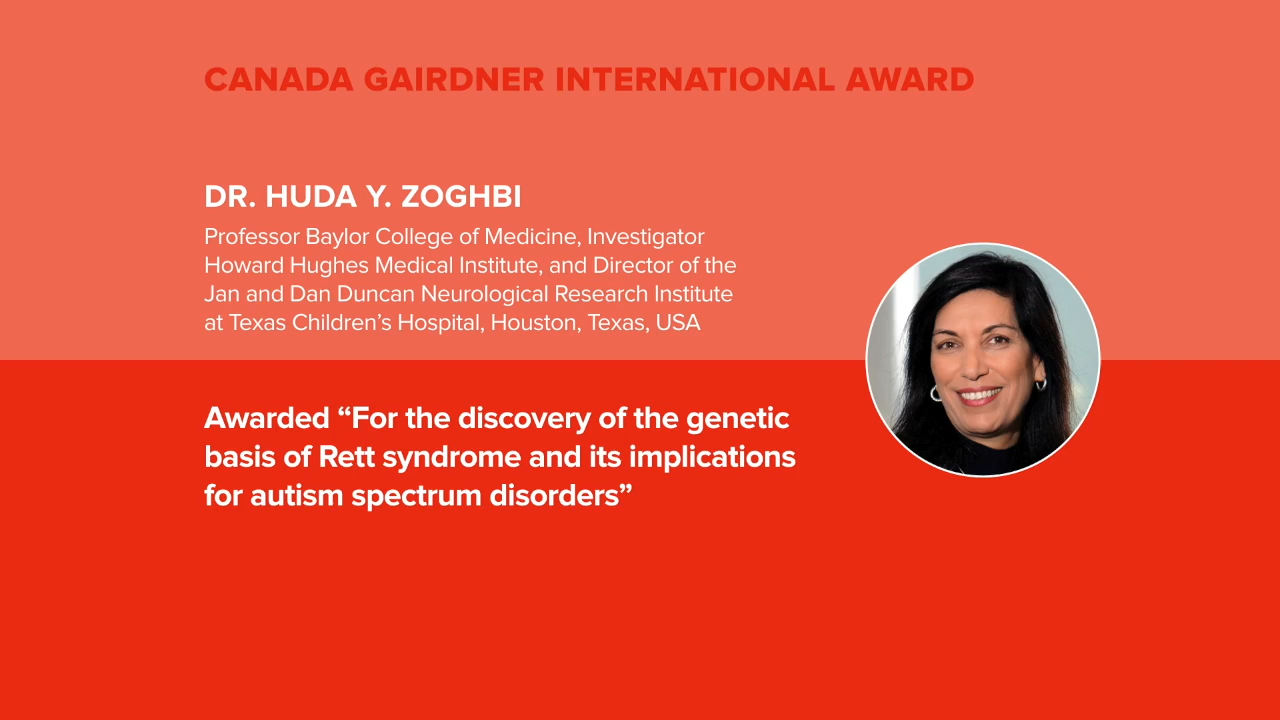 CANADA GAIRDNER INTERNATIONAL AWARD
DR. HUDA Y. ZOGHBI
Professor Baylor College of Medicine, Investigator
Howard Hughes Medical Institute, and Director of the
Jan and Dan Duncan Neurological Research Institute
at Texas Children’s Hospital, Houston, Texas, USA
Awarded “For the discovery of the genetic
basis of Rett syndrome and its implications
for autism spectrum disorders”